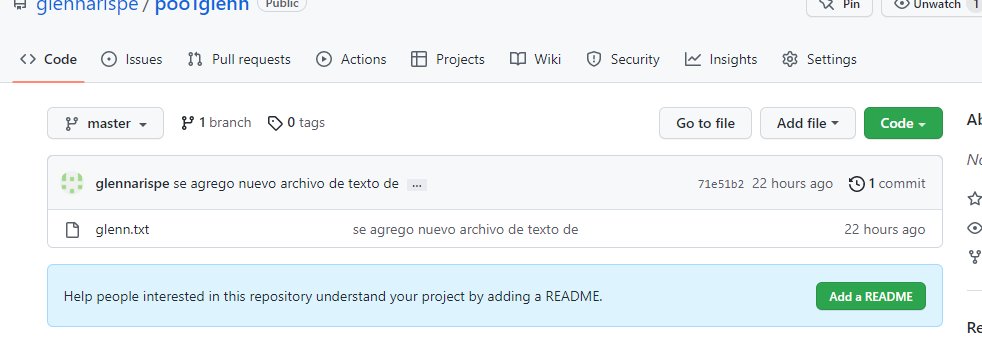 glennarispe / poo1glenn Public Pin Unwatch 1
Code Issues Pull requests Actions Projects Wiki Security Insights Settings
master 1 branch 0 tags Go to file Add file Code
glennarispe se agrego nuevo archivo de texto de ... 71e51b2 22 hours ago 1 commit
glenn.txt se agrego nuevo archivo de texto de 22 hours ago
Help people interested in this repository understand your project by adding a README. Add a README